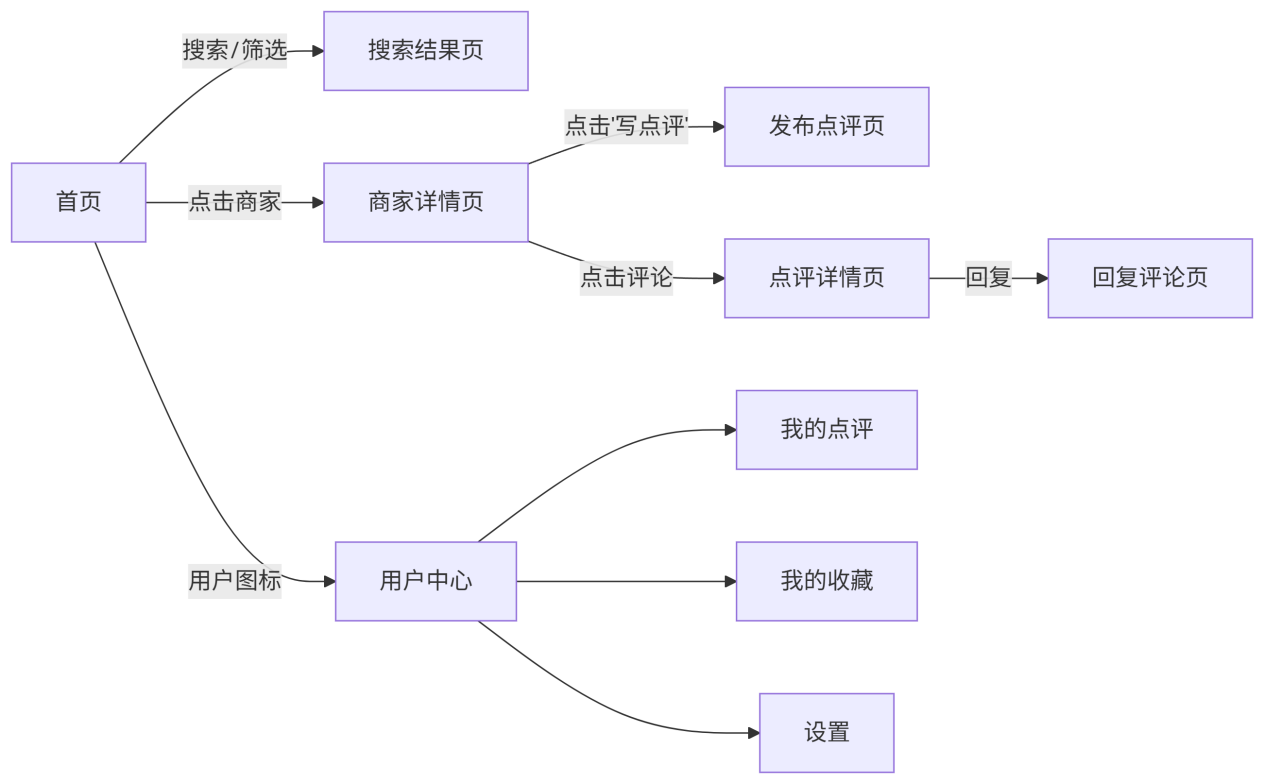 搜索/筛选
搜索结果页
点击'写点评'
发布点评页
首页
点击商家
商家详情页
点击评论
点评详情页
回复
回复评论页
我的点评
用户图标
用户中心
我的收藏
设置